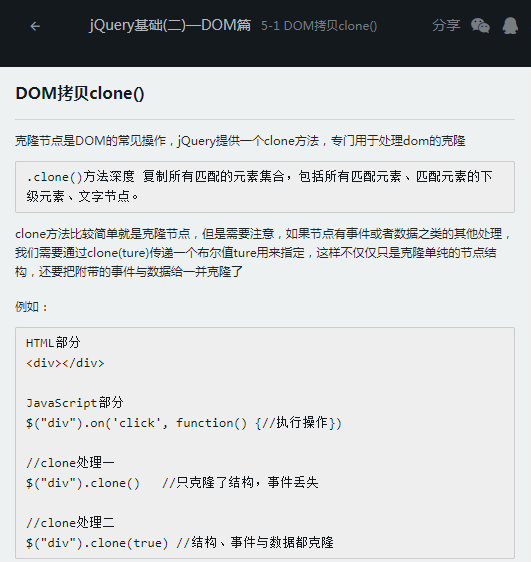 jQuery基础(二)—DOM篇 5-1 DOM拷贝clone() 分享
DOM拷贝clone()
克隆节点是DOM的常见操作，jQuery提供一个clone方法，专门用于处理dom的克隆
.clone()方法深度 复制所有匹配的元素集合，包括所有匹配元素、匹配元素的下
级元素、文字节点。
clone方法比较简单就是克隆节点，但是需要注意，如果节点有事件或者数据之类的其他处理，
我们需要通过clone(ture)传递一个布尔值ture用来指定，这样不仅仅只是克隆单纯的节点结
构，还要把附带的事件与数据给一并克隆了
例如：
HTML部分
<div></div>
JavaScript部分
$("div").on('click', function() {//执行操作})
//clone处理一
$("div").clone() //只克隆了结构，事件丢失
//clone处理二
$("div").clone(true) //结构、事件与数据都克隆